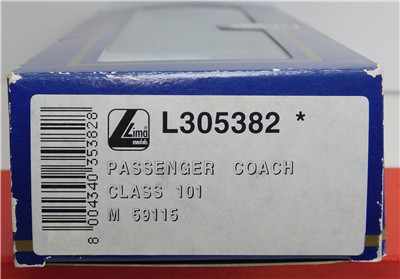 Lima
models
L305382 *
PASSENGER COACH
CLASS 101
M 59115
8 004340 353828